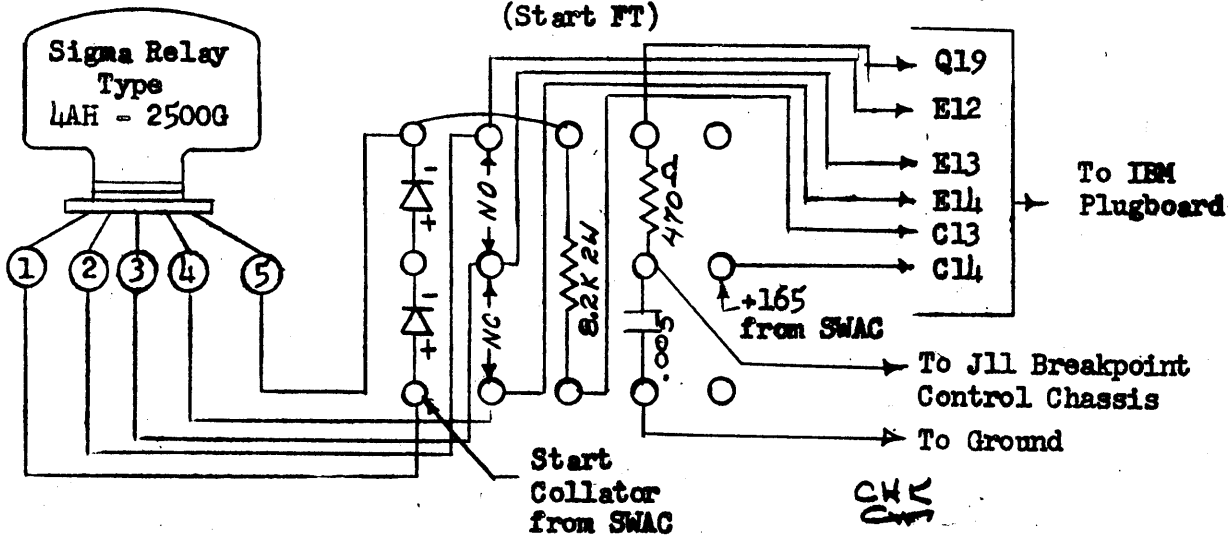 (Start FT)
Sigma Relay
Type
4AH - 2500G
Q19
E12
E13
E14
C13
C14
To IBM
Plugboard
1
2
3
4
5
-
+
-
+
NO
NC
8.2K 2W
470Ω
.005
+165
from SWAC
To J11 Breakpoint
Control Chassis
To Ground
Start
Collator
from SWAC
CHK